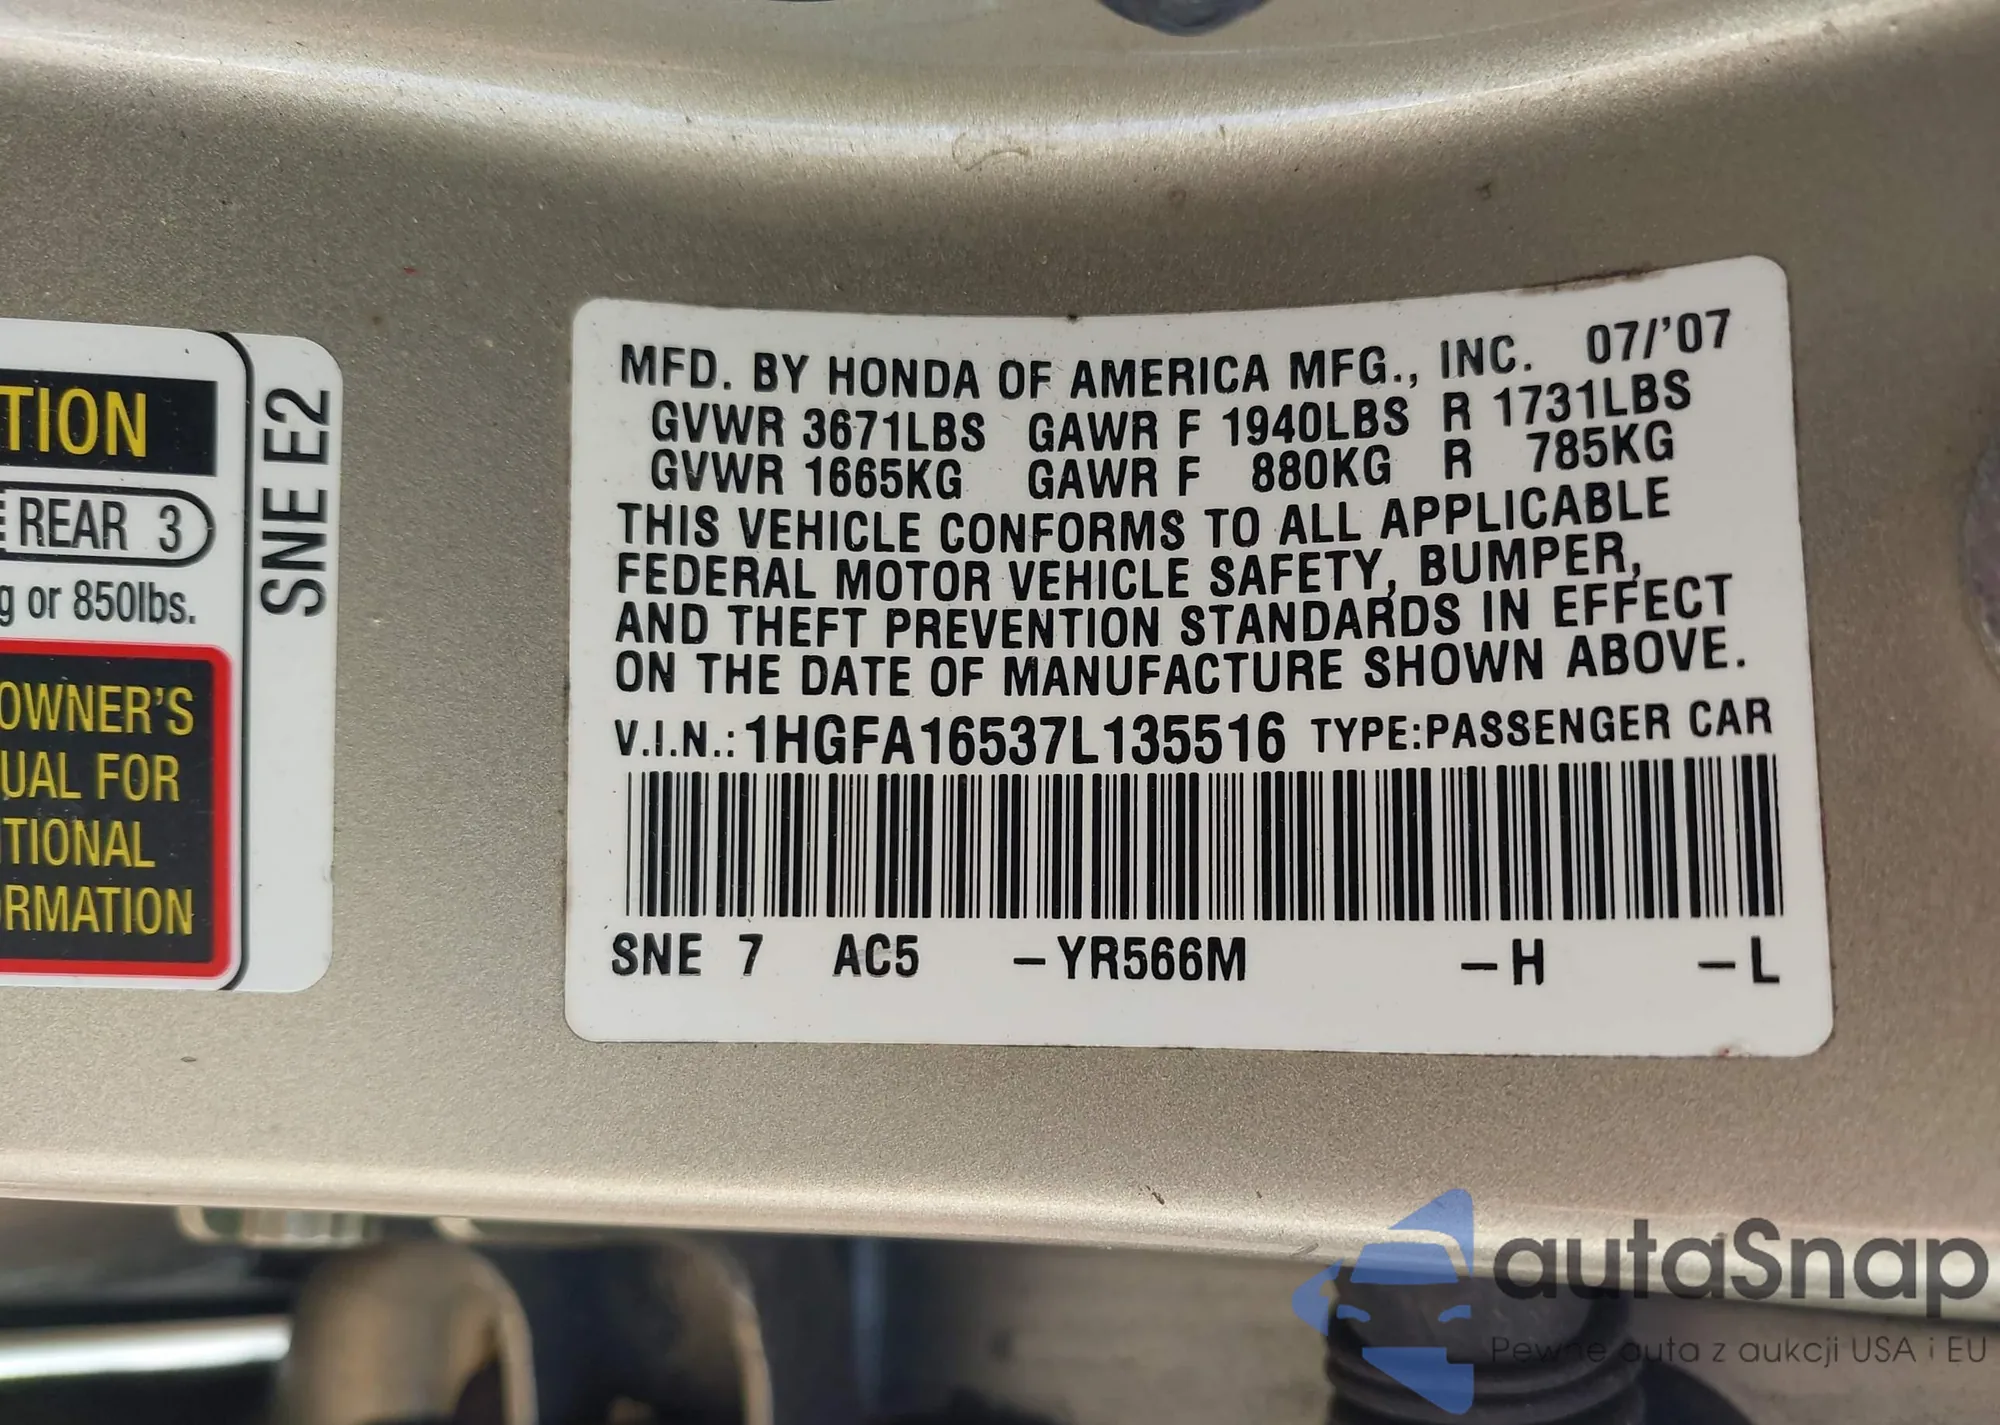 TION
E REAR 3
g or 850lbs.
OWNER'S
UAL FOR
TIONAL
ORMATION
SNE E2
MFD. BY HONDA OF AMERICA MFG., INC. 07/'07
GVWR 3671LBS GAWR F 1940LBS R 1731LBS
GVWR 1665KG GAWR F 880KG R 785KG
THIS VEHICLE CONFORMS TO ALL APPLICABLE
FEDERAL MOTOR VEHICLE SAFETY, BUMPER,
AND THEFT PREVENTION STANDARDS IN EFFECT
ON THE DATE OF MANUFACTURE SHOWN ABOVE.
V.I.N.: 1HGFA16537L135516 TYPE:PASSENGER CAR
SNE 7 AC5 -YR566M -H -L
autaSnap
Pewne auta z aukcji USA i EU